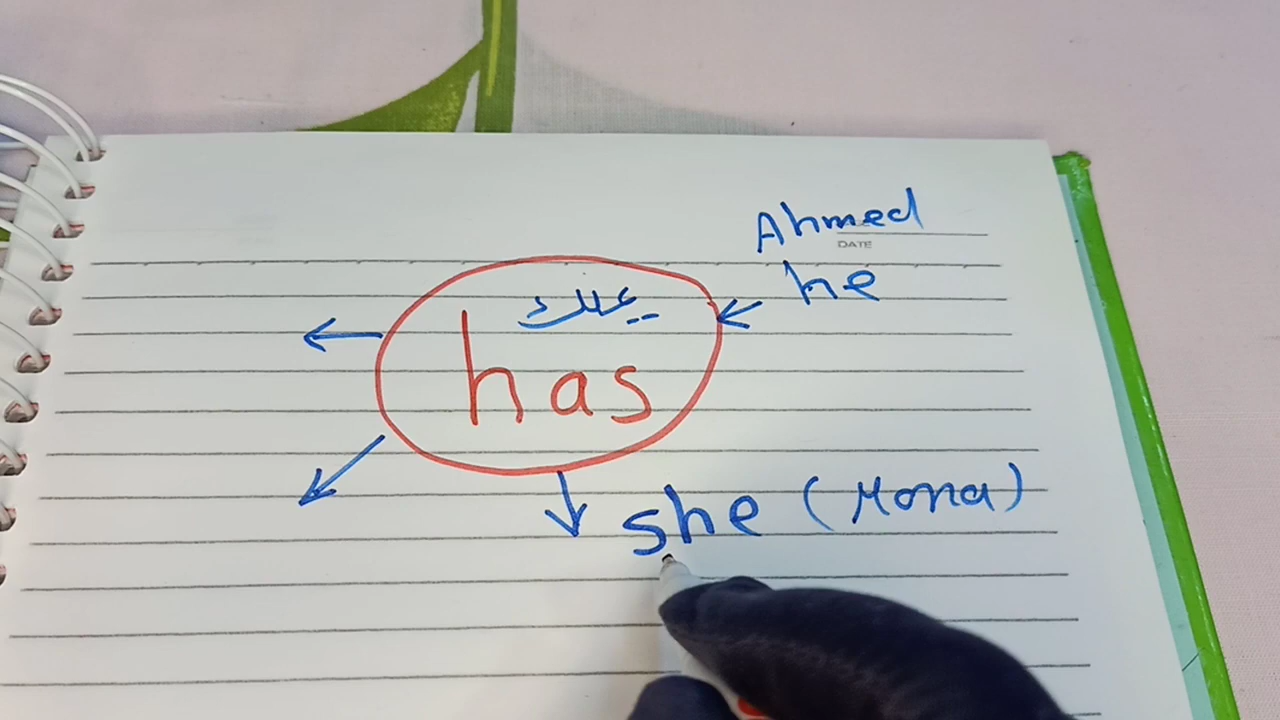 Ahmed
DATE
he
يملك
has
she (Mona)